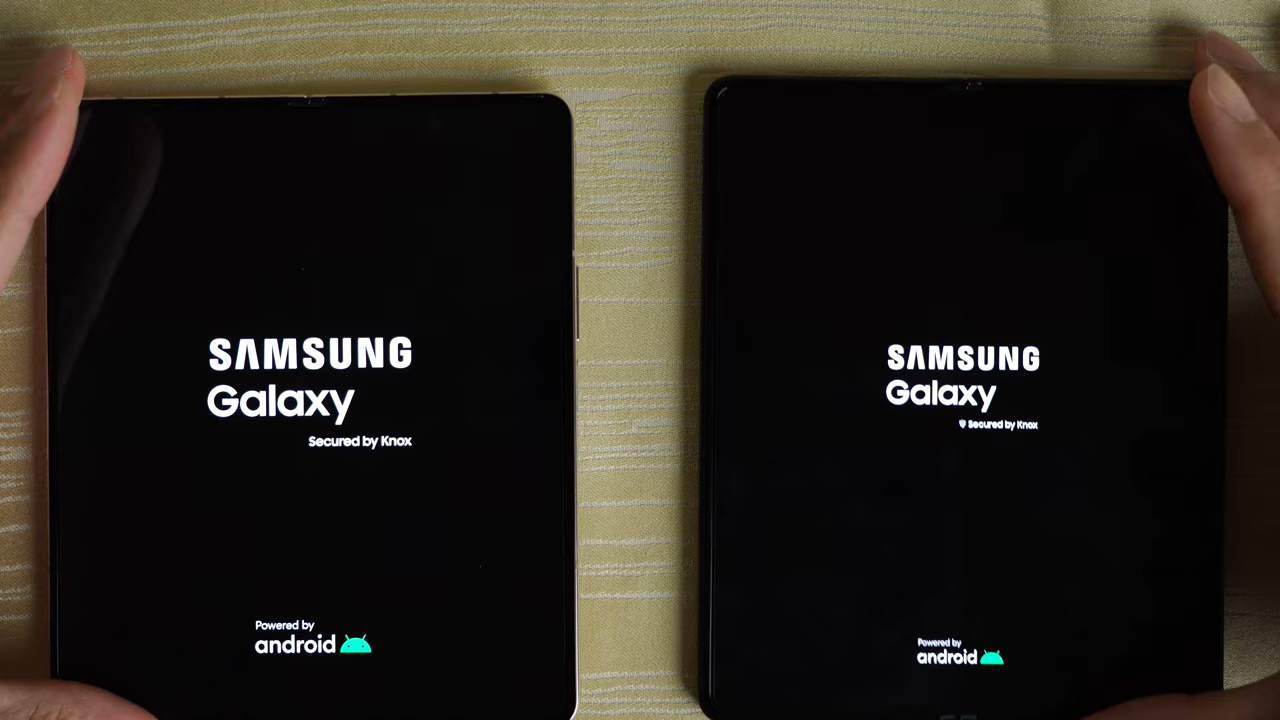 SAMSUNG
Galaxy
Secured by Knox
Powered by
android
SAMSUNG
Galaxy
Secured by Knox
Powered by
android